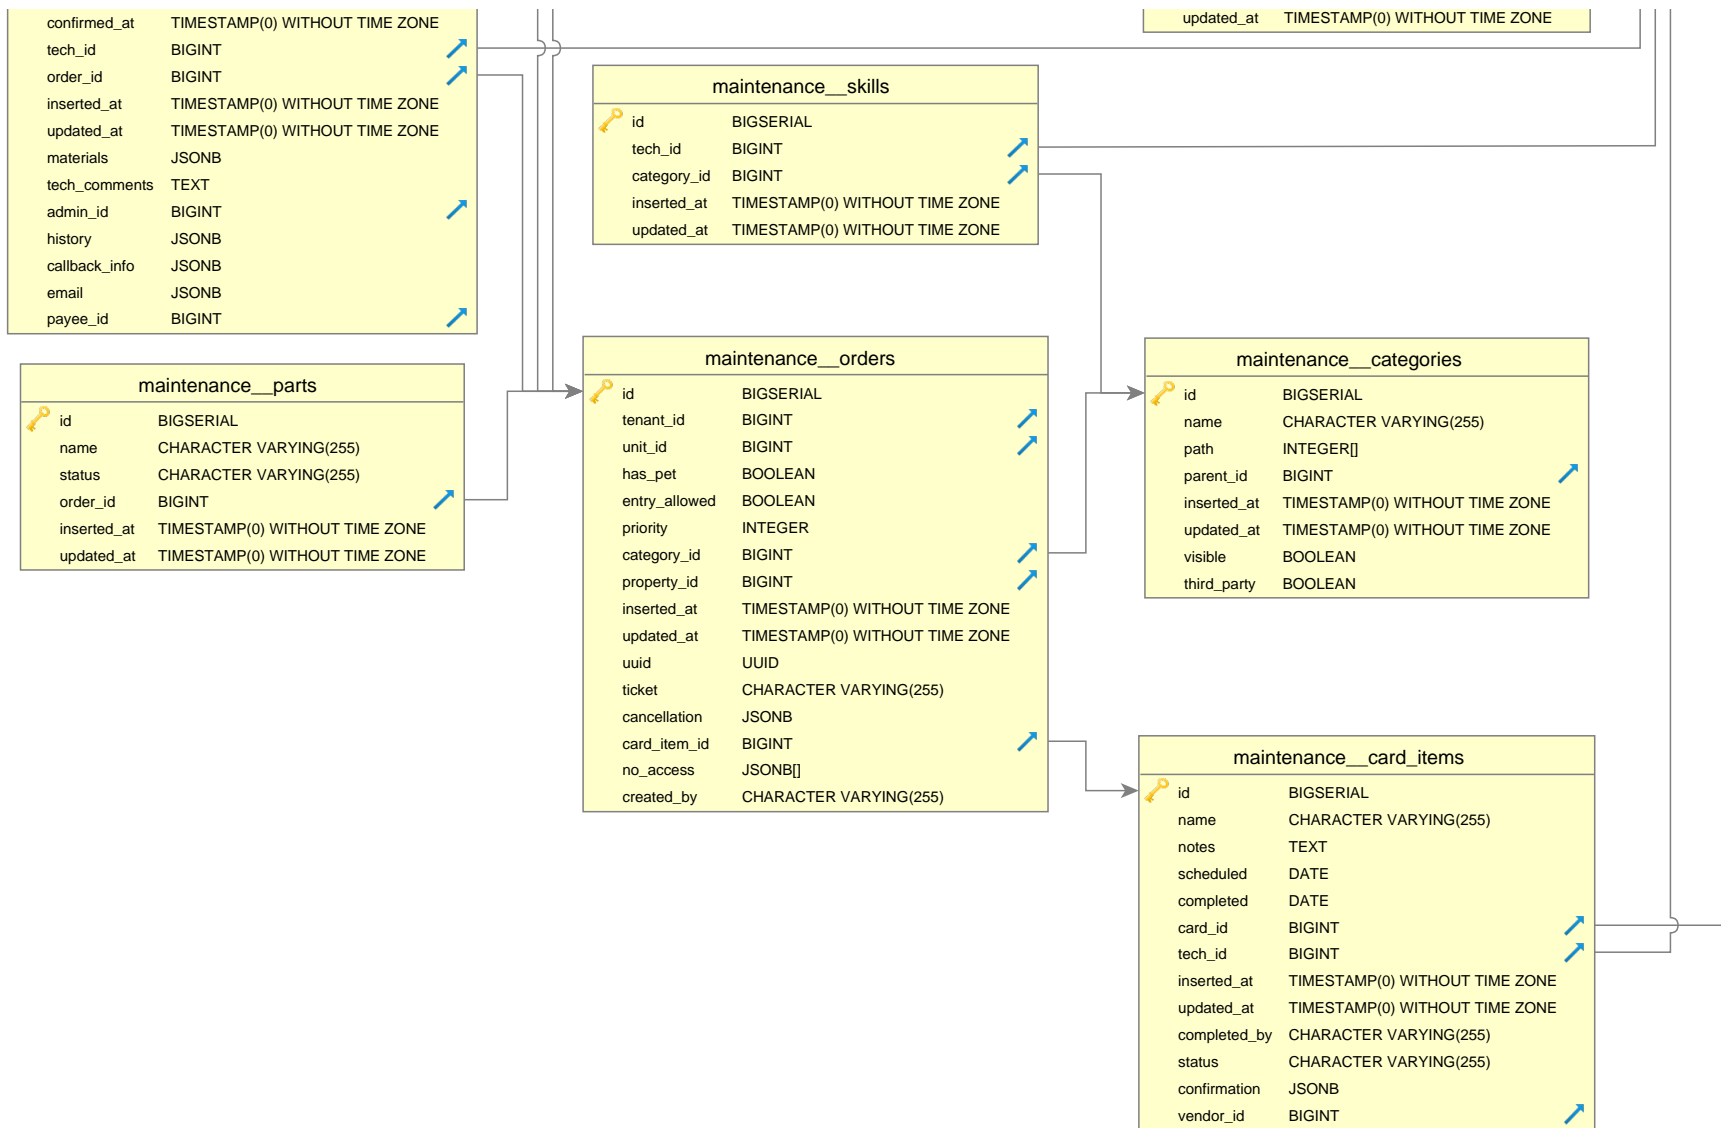 confirmed_at TIMESTAMP(0) WITHOUT TIME ZONE
tech_id BIGINT
order_id BIGINT
inserted_at TIMESTAMP(0) WITHOUT TIME ZONE
updated_at TIMESTAMP(0) WITHOUT TIME ZONE
materials JSONB
tech_comments TEXT
admin_id BIGINT
history JSONB
callback_info JSONB
email JSONB
payee_id BIGINT
updated_at TIMESTAMP(0) WITHOUT TIME ZONE
maintenance__skills
id BIGSERIAL
tech_id BIGINT
category_id BIGINT
inserted_at TIMESTAMP(0) WITHOUT TIME ZONE
updated_at TIMESTAMP(0) WITHOUT TIME ZONE
maintenance__parts
id BIGSERIAL
name CHARACTER VARYING(255)
status CHARACTER VARYING(255)
order_id BIGINT
inserted_at TIMESTAMP(0) WITHOUT TIME ZONE
updated_at TIMESTAMP(0) WITHOUT TIME ZONE
maintenance__orders
id BIGSERIAL
tenant_id BIGINT
unit_id BIGINT
has_pet BOOLEAN
entry_allowed BOOLEAN
priority INTEGER
category_id BIGINT
property_id BIGINT
inserted_at TIMESTAMP(0) WITHOUT TIME ZONE
updated_at TIMESTAMP(0) WITHOUT TIME ZONE
uuid UUID
ticket CHARACTER VARYING(255)
cancellation JSONB
card_item_id BIGINT
no_access JSONB[]
created_by CHARACTER VARYING(255)
maintenance__categories
id BIGSERIAL
name CHARACTER VARYING(255)
path INTEGER[]
parent_id BIGINT
inserted_at TIMESTAMP(0) WITHOUT TIME ZONE
updated_at TIMESTAMP(0) WITHOUT TIME ZONE
visible BOOLEAN
third_party BOOLEAN
maintenance__card_items
id BIGSERIAL
name CHARACTER VARYING(255)
notes TEXT
scheduled DATE
completed DATE
card_id BIGINT
tech_id BIGINT
inserted_at TIMESTAMP(0) WITHOUT TIME ZONE
updated_at TIMESTAMP(0) WITHOUT TIME ZONE
completed_by CHARACTER VARYING(255)
status CHARACTER VARYING(255)
confirmation JSONB
vendor_id BIGINT